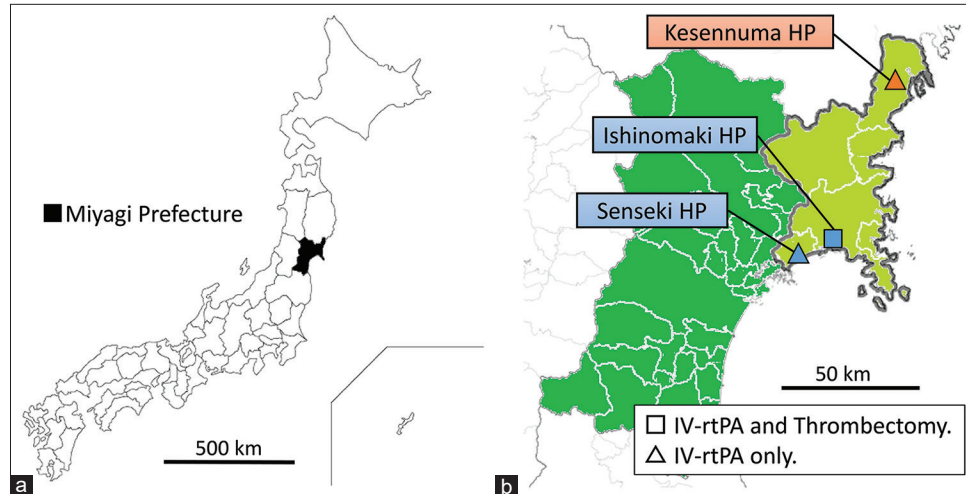 Miyagi Prefecture
500 km
a
Kesennuma HP
Ishinomaki HP
Senseki HP
50 km
IV-rtPA and Thrombectomy.
IV-rtPA only.
b